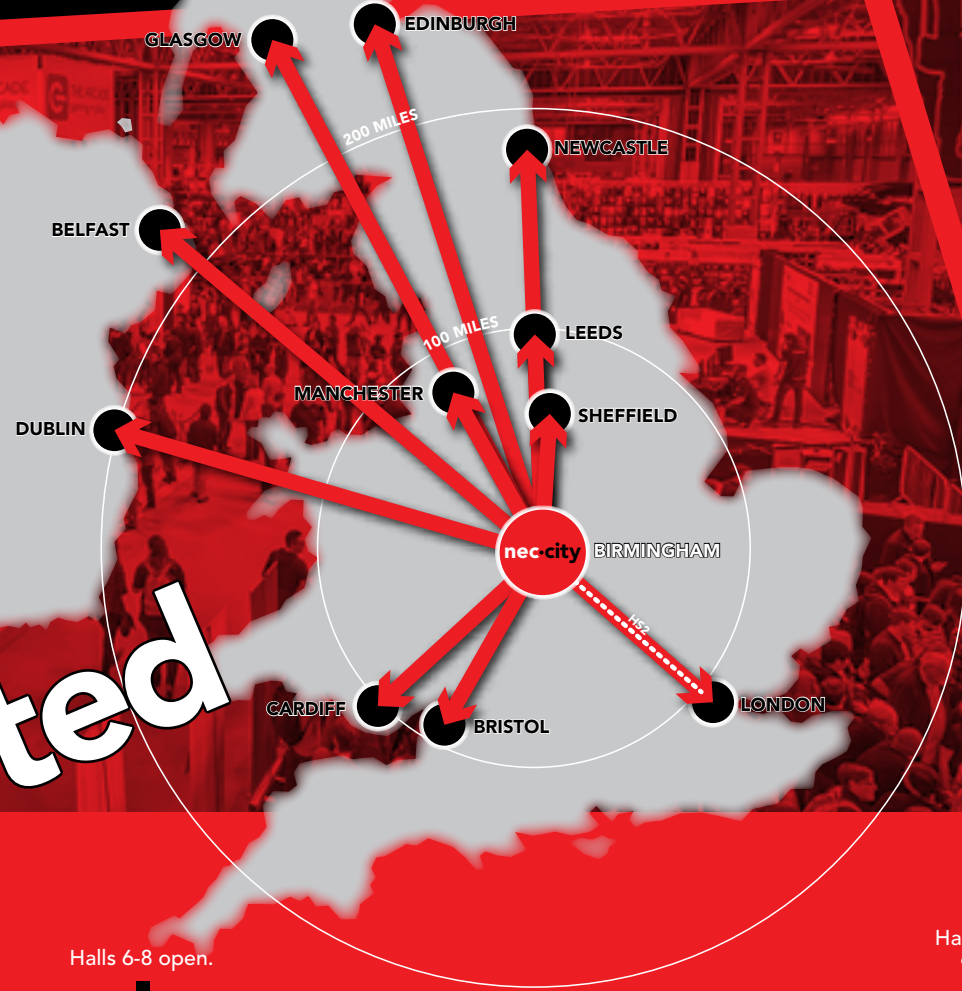 EDINBURGH
GLASGOW
200 MILES
NEWCASTLE
BELFAST
100 MILES
LEEDS
MANCHESTER
SHEFFIELD
DUBLIN
nec·city BIRMINGHAM
HS2
ted
CARDIFF
LONDON
BRISTOL
Ha
Halls 6-8 open.